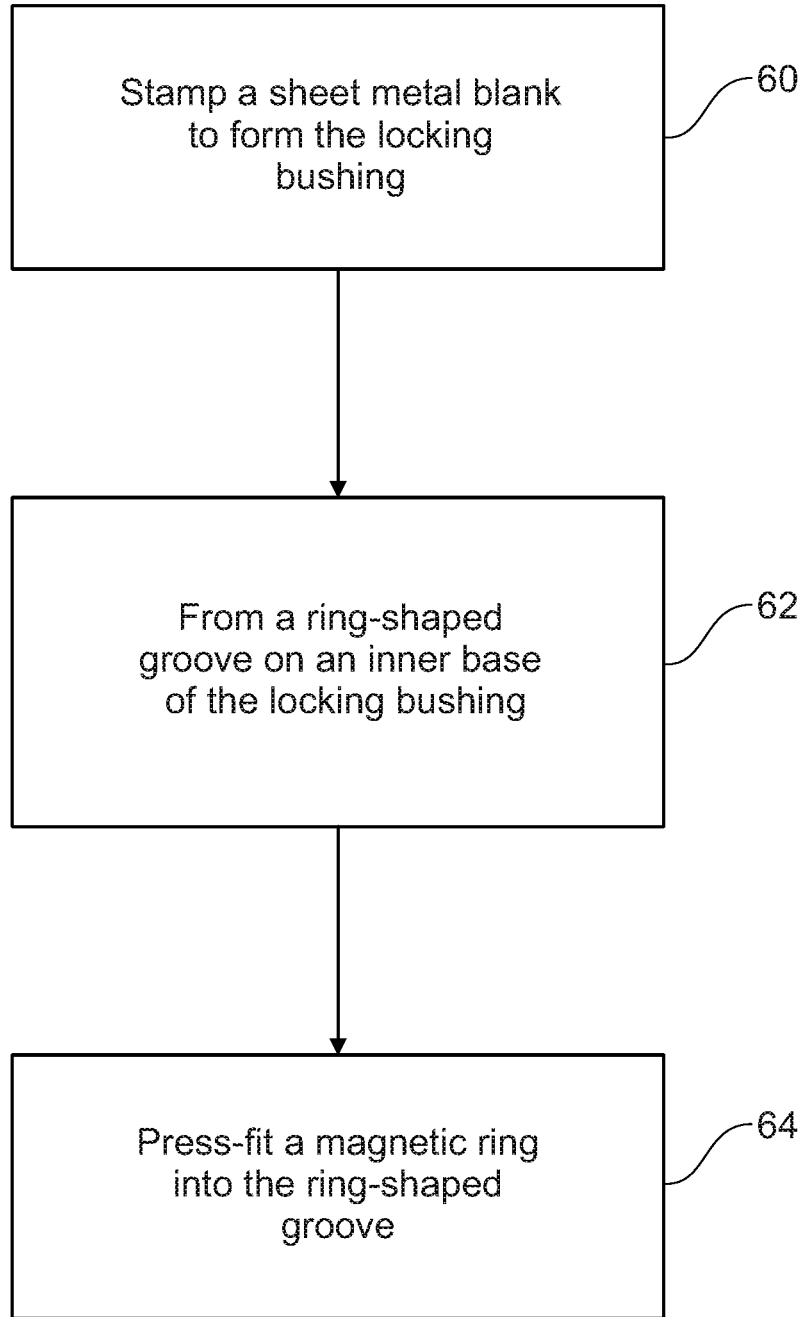 Stamp a sheet metal blank
to form the locking
bushing
60
From a ring-shaped
groove on an inner base
of the locking bushing
62
Press-fit a magnetic ring
into the ring-shaped
groove
64